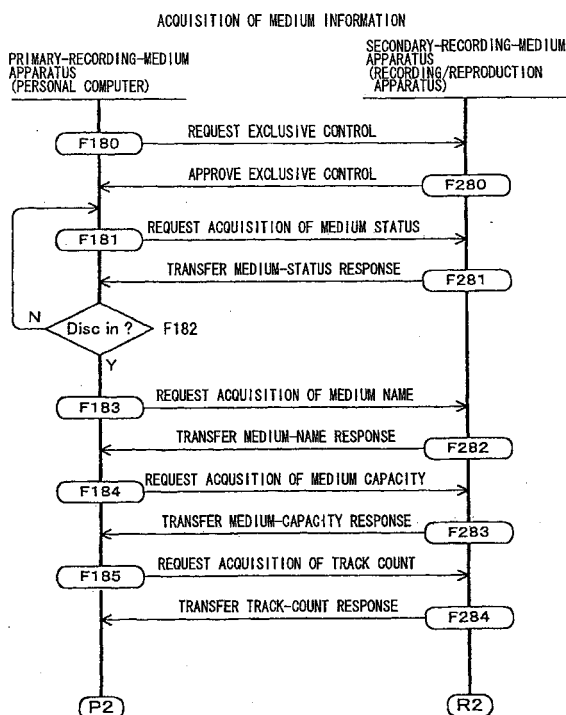 ACQUISITION OF MEDIUM INFORMATION
PRIMARY-RECORDING-MEDIUM
APPARATUS
(PERSONAL COMPUTER)
SECONDARY-RECORDING-MEDIUM
APPARATUS
(RECORDING/REPRODUCTION
APPARATUS)
REQUEST EXCLUSIVE CONTROL
F180
APPROVE EXCLUSIVE CONTROL
F280
REQUEST ACQUISITION OF MEDIUM STATUS
F181
TRANSFER MEDIUM-STATUS RESPONSE
F281
N
Disc in ?
F182
Y
REQUEST ACQUISITION OF MEDIUM NAME
F183
TRANSFER MEDIUM-NAME RESPONSE
F282
REQUEST ACQUSITION OF MEDIUM CAPACITY
F184
TRANSFER MEDIUM-CAPACITY RESPONSE
F283
REQUEST ACQUISITION OF TRACK COUNT
F185
TRANSFER TRACK-COUNT RESPONSE
F284
P2
R2